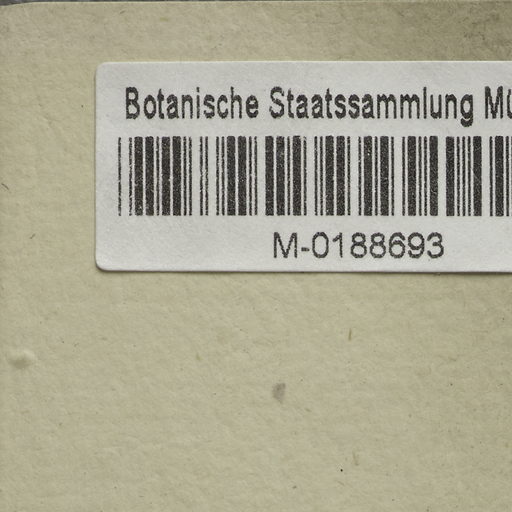 Botanische Staatssammlung Mü
M-0188693